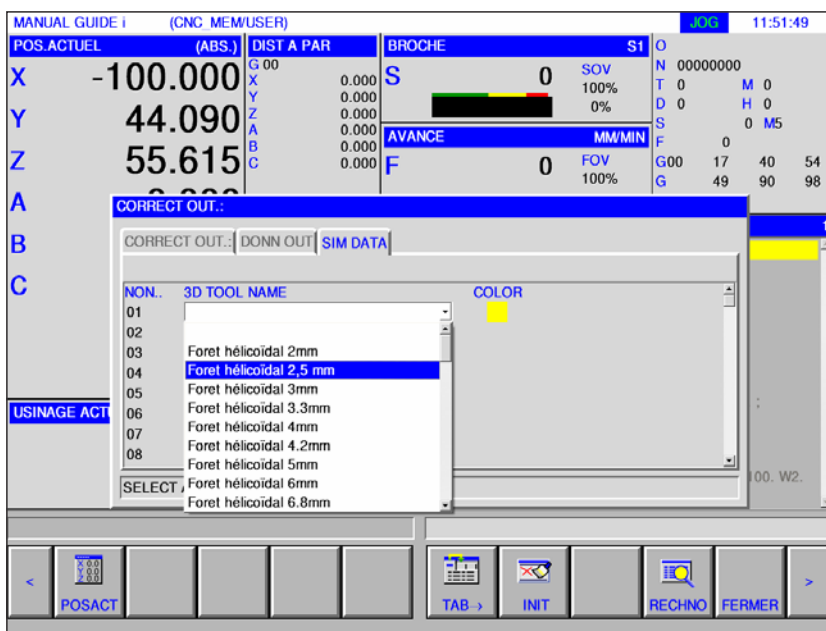 MANUAL GUIDE i (CNC_MEM/USER) JOG 11:51:49
POS.ACTUEL (ABS.) DIST A PAR BROCHE S1 O
X -100.000
Y 44.090
Z 55.615
A
B
C
G 00
X 0.000
Y 0.000
Z 0.000
A 0.000
B 0.000
C 0.000
S 0 SOV
100%
0%
AVANCE MM/MIN
F 0 FOV
100%
N 00000000
T 0 M 0
D 0 H 0
S 0 M5
F 0
G00 17 40 54
G 49 90 98
CORRECT OUT.:
CORRECT OUT.: DONN OUT SIM DATA
NON.. 3D TOOL NAME COLOR
01
02
03
04
05
06
07
08
Foret hélicoïdal 2mm
Foret hélicoïdal 2,5 mm
Foret hélicoïdal 3mm
Foret hélicoïdal 3.3mm
Foret hélicoïdal 4mm
Foret hélicoïdal 4.2mm
Foret hélicoïdal 5mm
Foret hélicoïdal 6mm
Foret hélicoïdal 6.8mm
SELECT
USINAGE ACTU
:
100. W2.
< POSACT TAB-> INIT RECHNO FERMER >